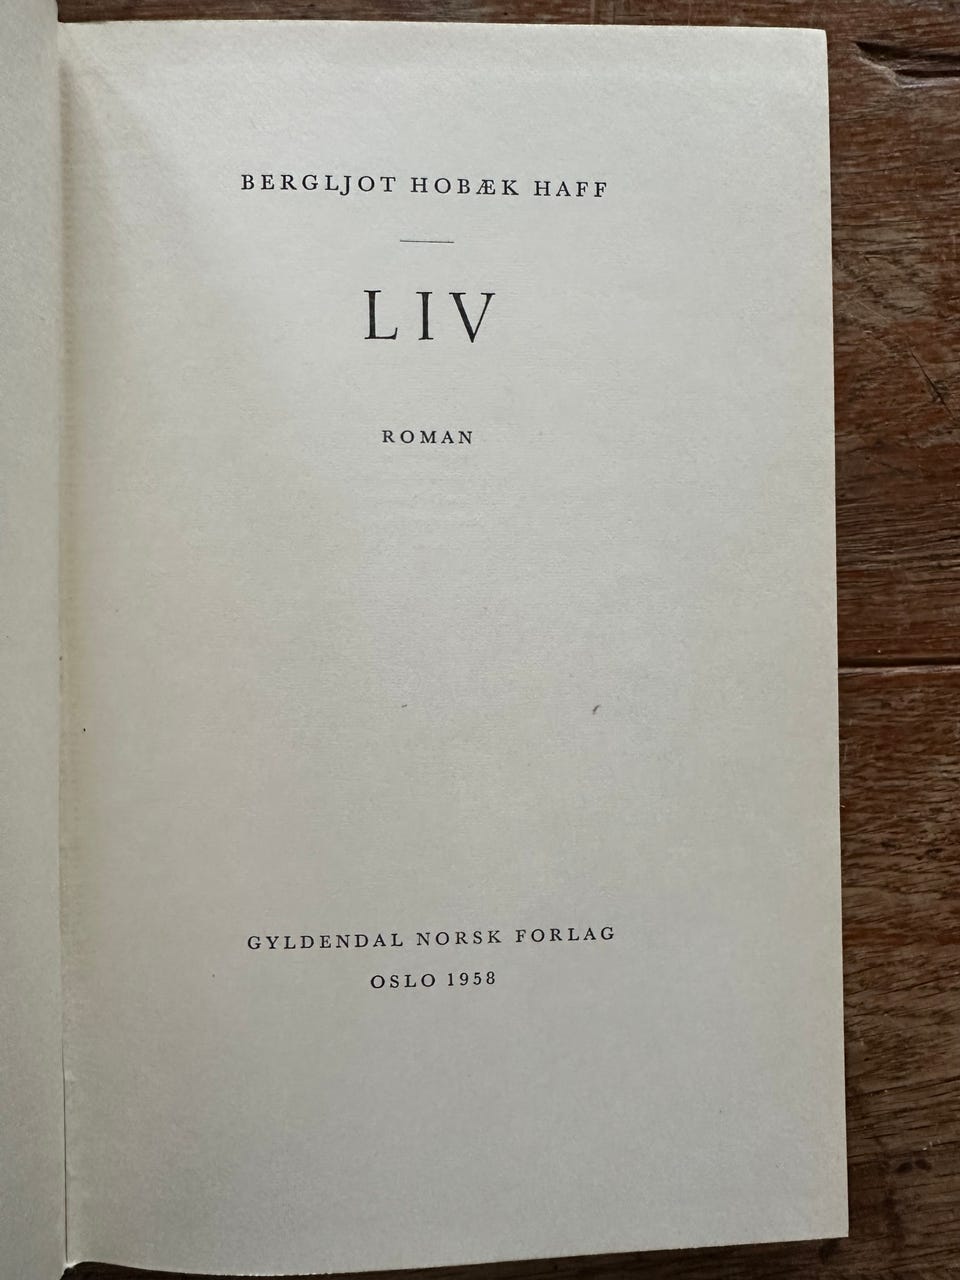 BERGLJOT HOBÆK HAFF
LIV
ROMAN
GYLDENDAL NORSK FORLAG
OSLO 1958